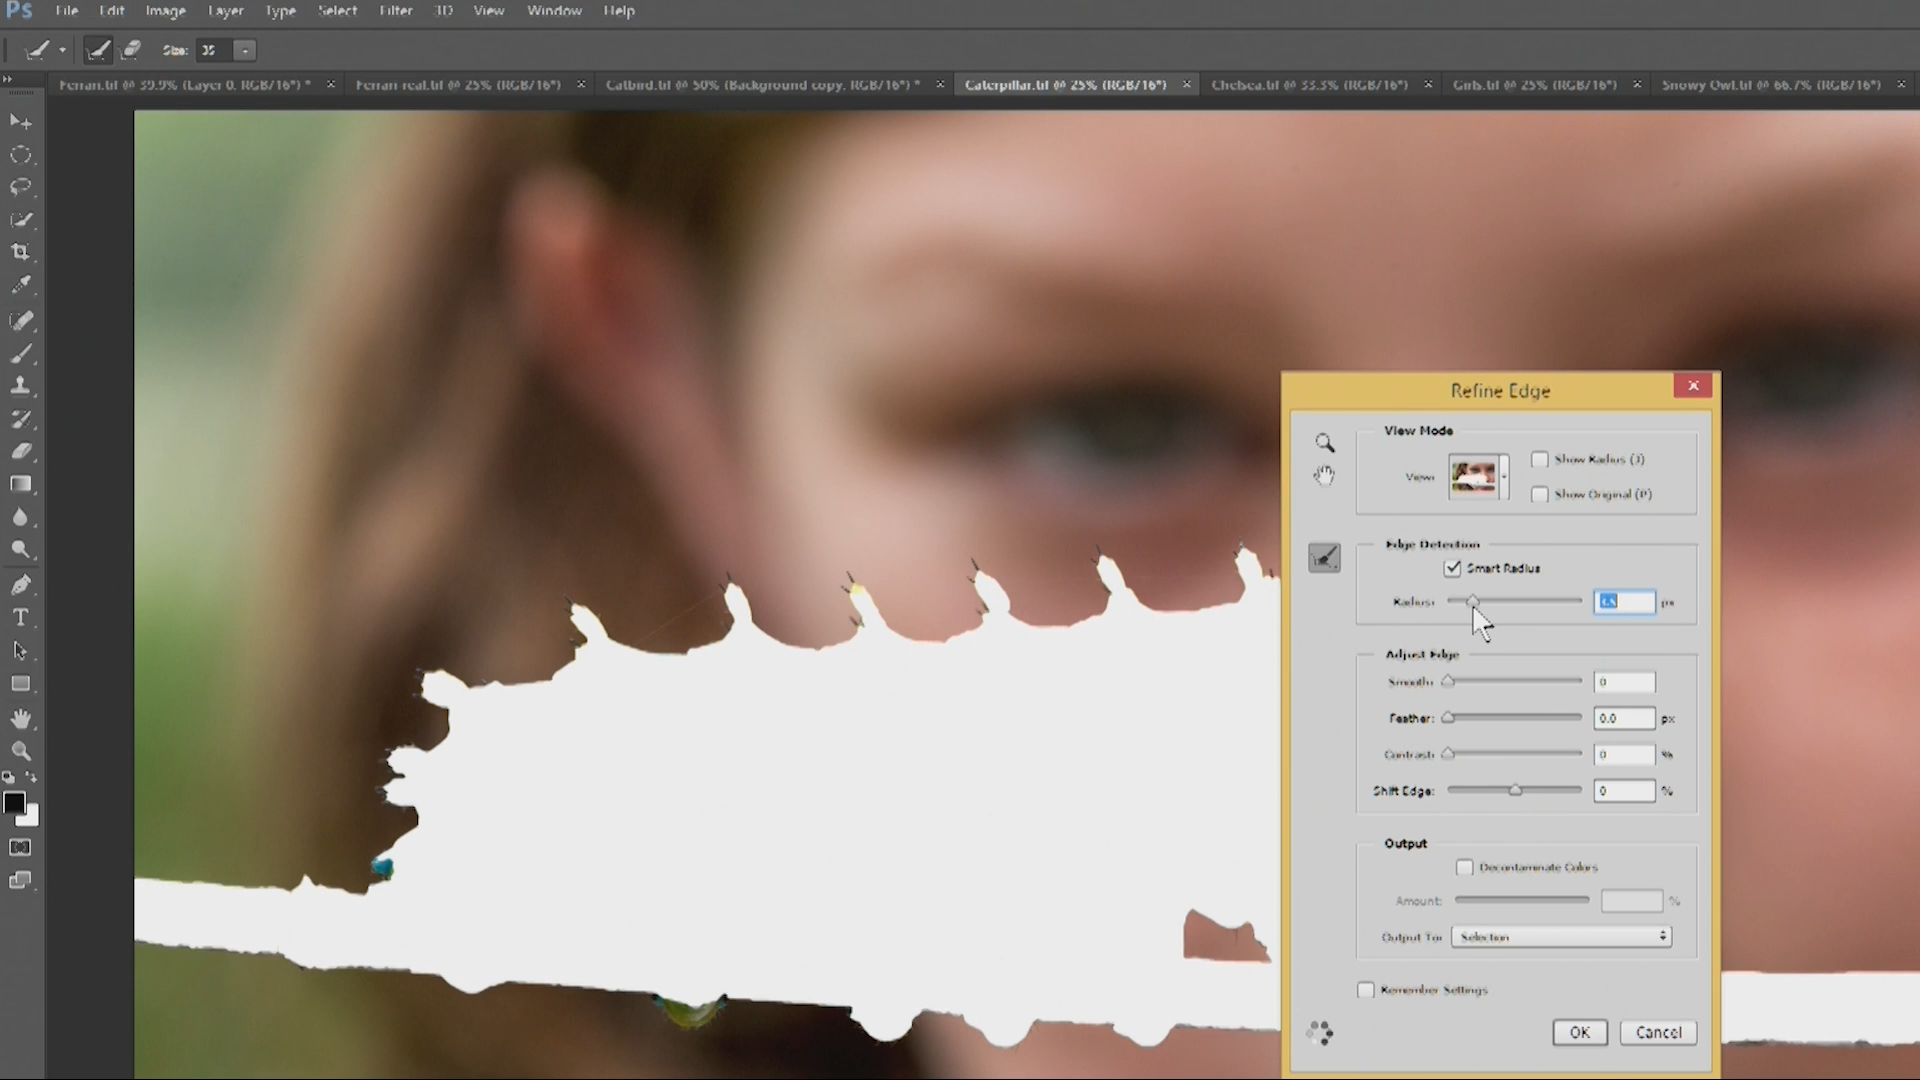 Ps File Edit Image Layer Type Select Filter 3D View Window Help
Size: 35
Ferrari.tif @ 39.9% (Layer 0, RGB/16*) * × Ferrari real.tif @ 25% (RGB/16*) × Catbird.tif @ 50% (Background copy, RGB/16*) * × Caterpillar.tif @ 25% (RGB/16*) × Chelsea.tif @ 33.3% (RGB/16*) × Girls.tif @ 25% (RGB/16*) × Snowy Owl.tif @ 66.7% (RGB/16*) ×
Refine Edge
View Mode
View:
Show Radius (J)
Show Original (P)
Edge Detection
Smart Radius
Radius: px
Adjust Edge
Smooth: 0
Feather: 0.0 px
Contrast: 0 %
Shift Edge: 0 %
Output
Decontaminate Colors
Amount: %
Output To: Selection
Remember Settings
OK Cancel